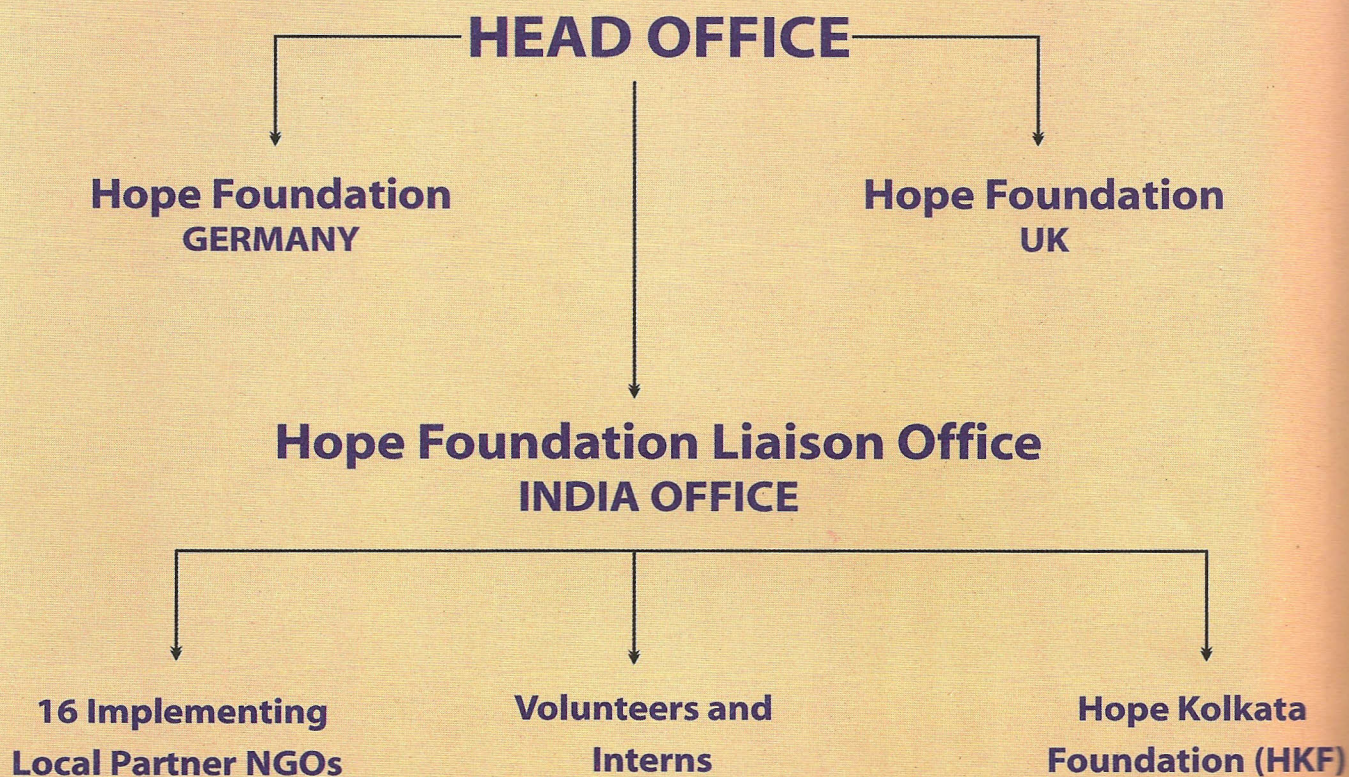 HEAD OFFICE
Hope Foundation
GERMANY
Hope Foundation
UK
Hope Foundation Liaison Office
INDIA OFFICE
16 Implementing
Local Partner NGOs
Volunteers and
Interns
Hope Kolkata
Foundation (HKF)